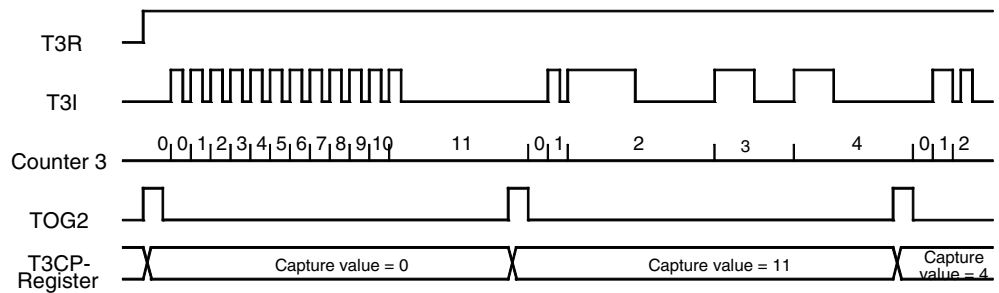 T3R
T3I
Counter 3
0 0 1 2 3 4 5 6 7 8 9 10 11 0 1 2 3 4 0 1 2
TOG2
T3CP-
Register
Capture value = 0
Capture value = 11
Capture
value = 4